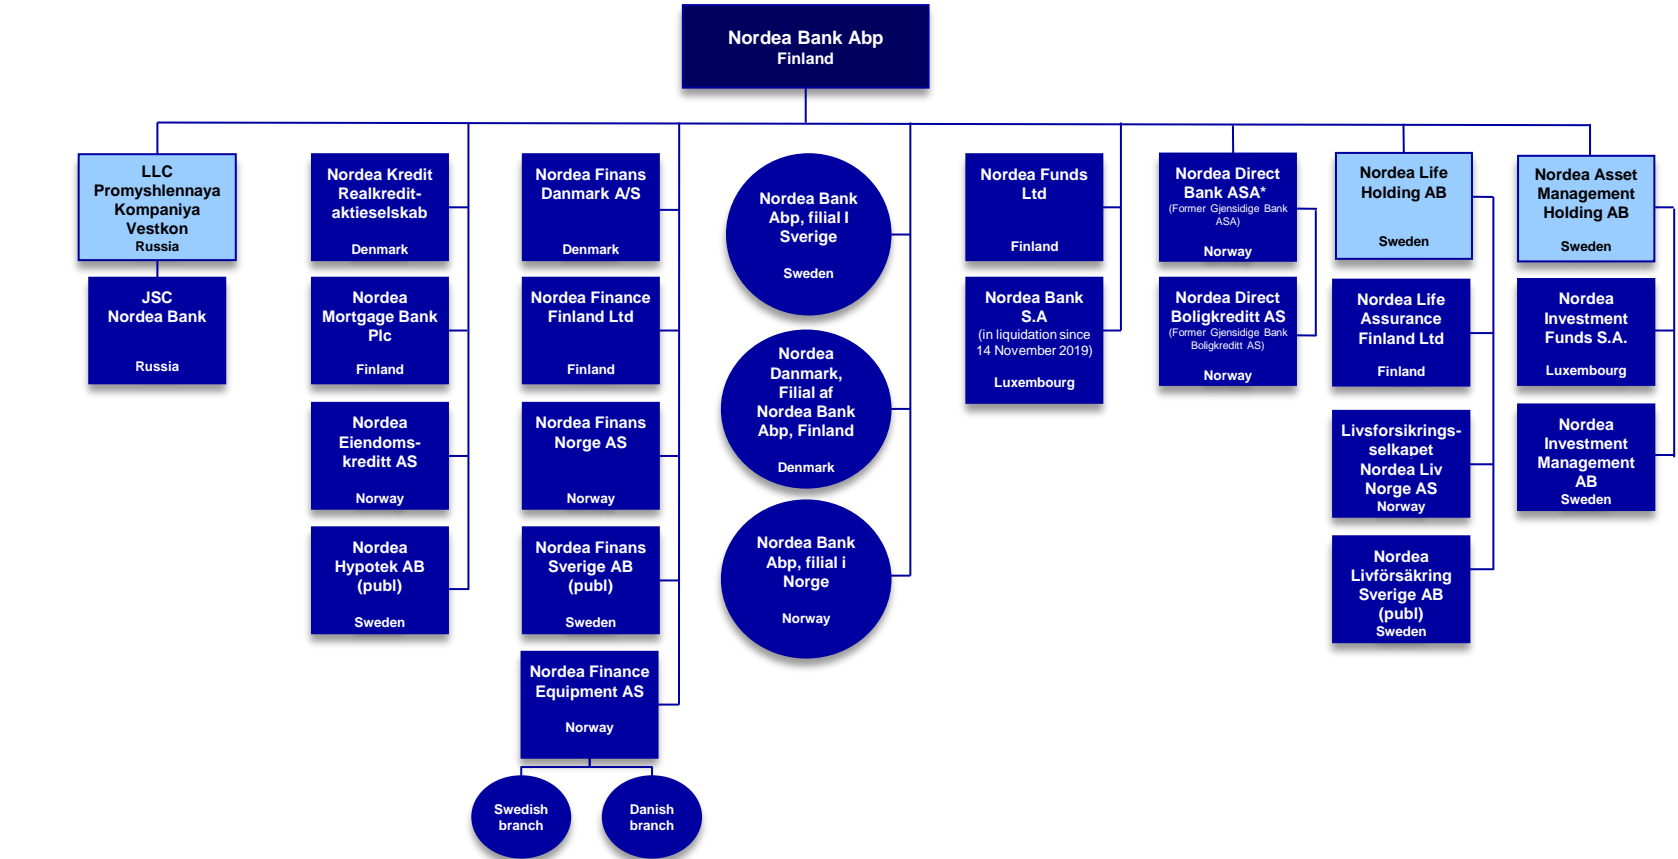 Nordea Bank Abp
Finland
LLC
Promyshlennaya
Kompaniya
Vestkon
Russia
JSC
Nordea Bank
Russia
Nordea Kredit
Realkredit-
aktieselskab
Denmark
Nordea
Mortgage Bank
Plc
Finland
Nordea
Eiendoms-
kreditt AS
Norway
Nordea
Hypotek AB
(publ)
Sweden
Nordea Finans
Danmark A/S
Denmark
Nordea Finance
Finland Ltd
Finland
Nordea Finans
Norge AS
Norway
Nordea Finans
Sverige AB
(publ)
Sweden
Nordea Finance
Equipment AS
Norway
Swedish
branch
Danish
branch
Nordea Bank
Abp, filial I
Sverige
Sweden
Nordea
Danmark,
Filial af
Nordea Bank
Abp, Finland
Denmark
Nordea Bank
Abp, filial i
Norge
Norway
Nordea Funds
Ltd
Finland
Nordea Bank
S.A
(in liquidation since
14 November 2019)
Luxembourg
Nordea Direct
Bank ASA*
(Former Gjensidige Bank
ASA)
Norway
Nordea Direct
Boligkreditt AS
(Former Gjensidige Bank
Boligkreditt AS)
Norway
Nordea Life
Holding AB
Sweden
Nordea Life
Assurance
Finland Ltd
Finland
Livsforsikrings-
selkapet
Nordea Liv
Norge AS
Norway
Nordea
Livförsäkring
Sverige AB
(publ)
Sweden
Nordea Asset
Management
Holding AB
Sweden
Nordea
Investment
Funds S.A.
Luxembourg
Nordea
Investment
Management
AB
Sweden